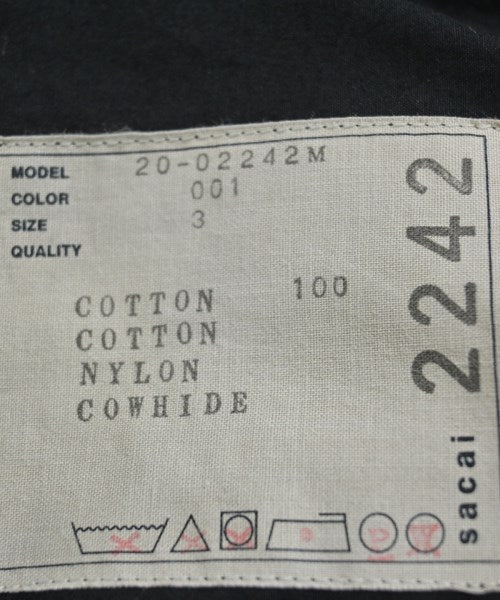 MODEL 20-02242M
COLOR 001
SIZE 3
QUALITY
COTTON 100
COTTON
NYLON
COWHIDE
2242
sacai